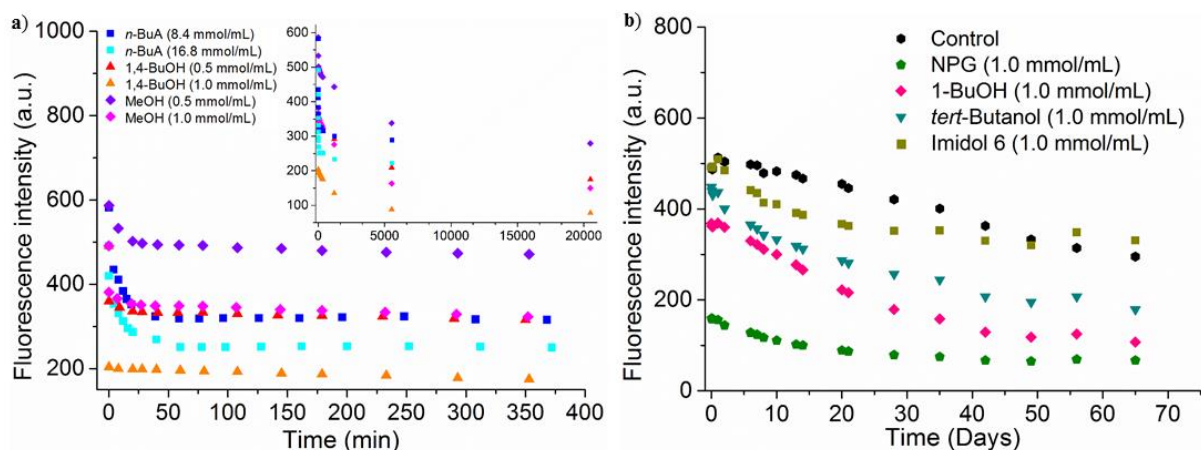 a)
1000
800
600
400
200
Fluorescence intensity (a.u.)
n-BuA (8.4 mmol/mL)
n-BuA (16.8 mmol/mL)
1,4-BuOH (0.5 mmol/mL)
1,4-BuOH (1.0 mmol/mL)
MeOH (0.5 mmol/mL)
MeOH (1.0 mmol/mL)
600
500
400
300
200
100
0 5000 10000 15000 20000
0 50 100 150 200 250 300 350 400
Time (min)
b)
800
600
400
200
0
Fluorescence intensity (a.u.)
Control
NPG (1.0 mmol/mL)
1-BuOH (1.0 mmol/mL)
tert-Butanol (1.0 mmol/mL)
Imidol 6 (1.0 mmol/mL)
0 10 20 30 40 50 60 70
Time (Days)